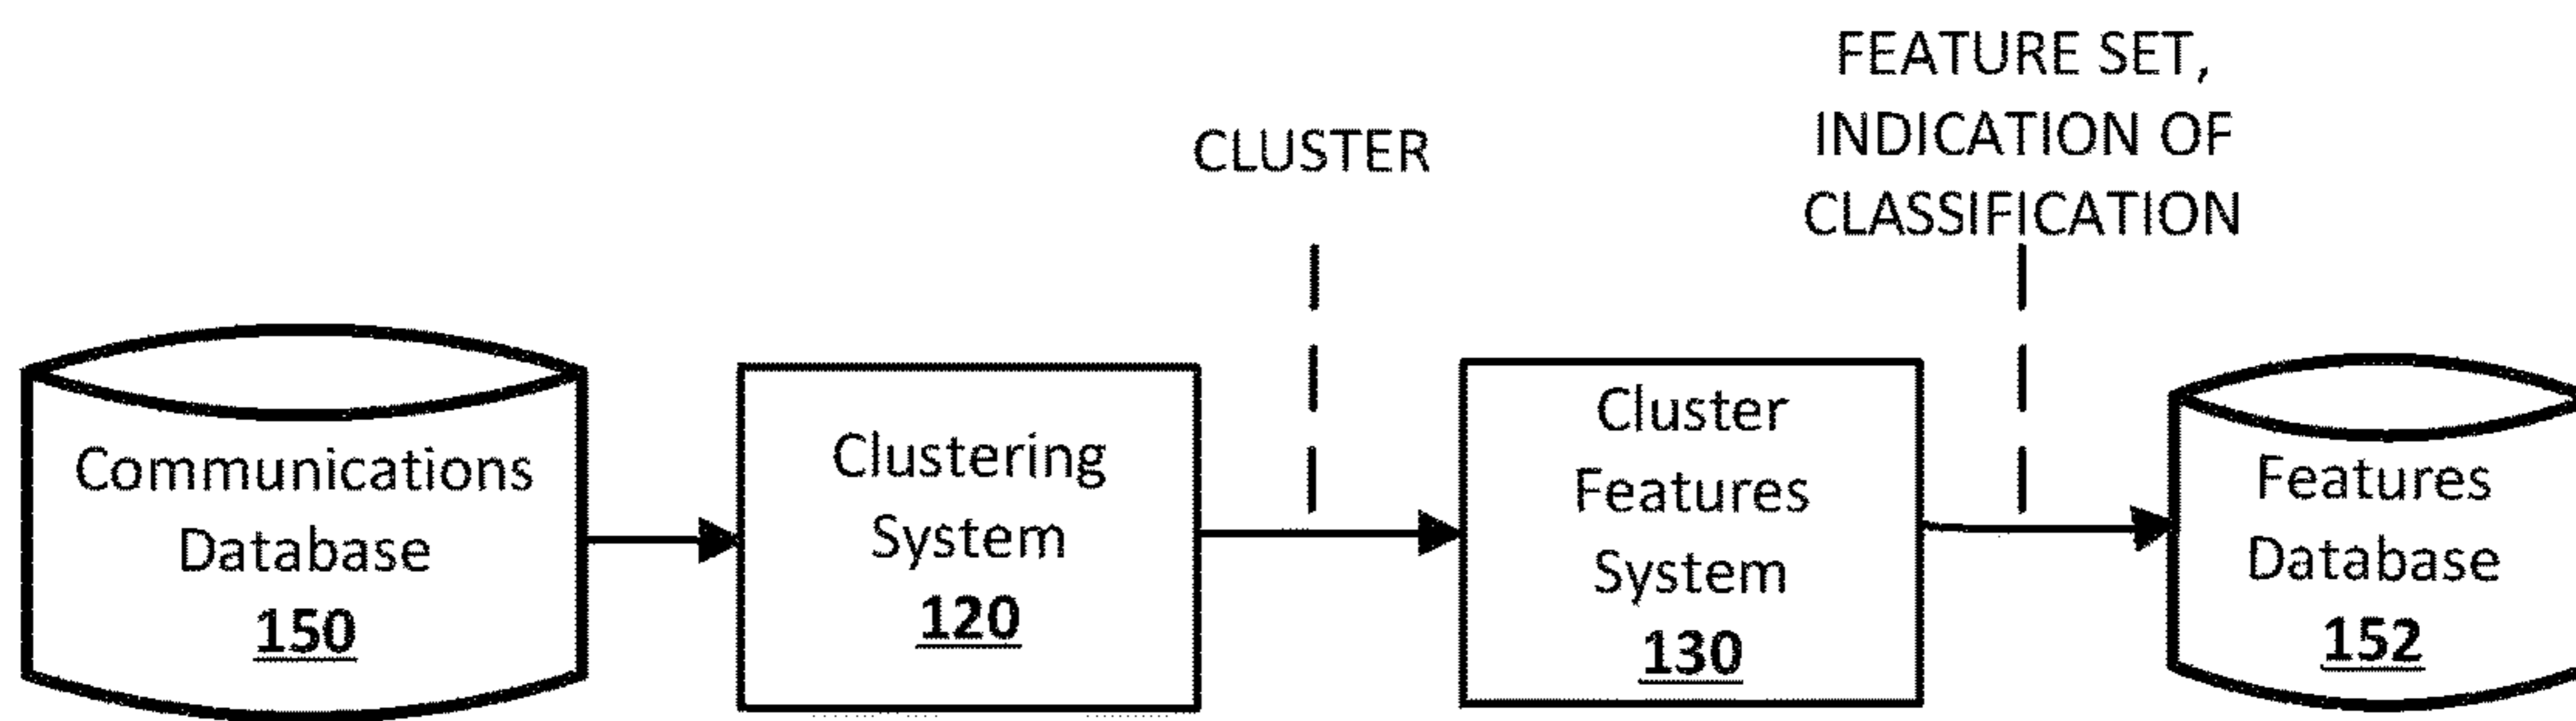 FEATURE SET,
INDICATION OF
CLASSIFICATION
CLUSTER
Communications
Database
150
Clustering
System
120
Cluster
Features
System
130
Features
Database
152